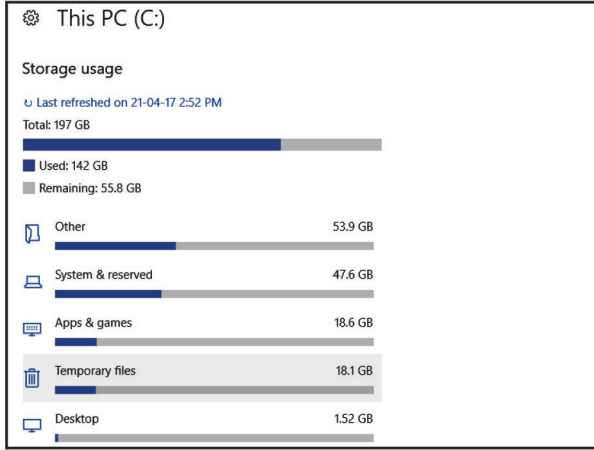 This PC (C:)
Storage usage
Last refreshed on 21-04-17 2:52 PM
Total: 197 GB
Used: 142 GB
Remaining: 55.8 GB
Other 53.9 GB
System & reserved 47.6 GB
Apps & games 18.6 GB
Temporary files 18.1 GB
Desktop 1.52 GB